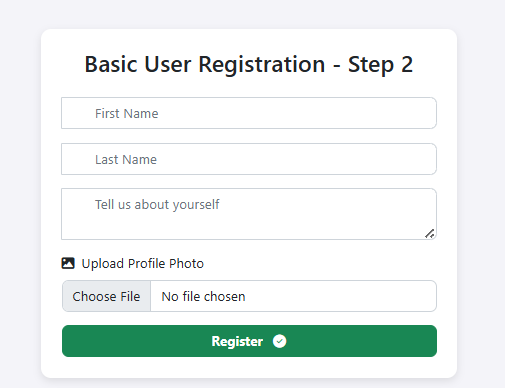 Basic User Registration - Step 2
First Name
Last Name
Tell us about yourself
Upload Profile Photo
Choose File No file chosen
Register